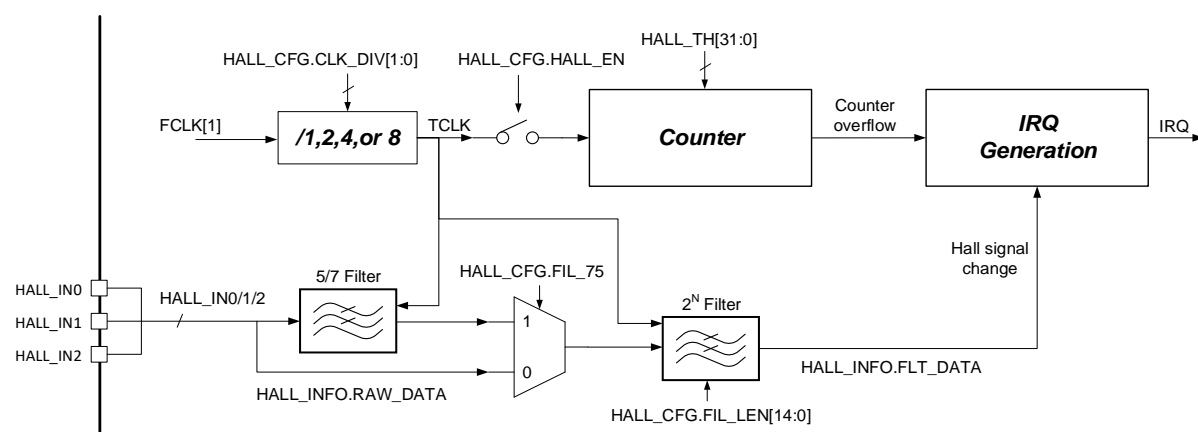 HALL_TH[31:0]
HALL_CFG.CLK_DIV[1:0]
HALL_CFG.HALL_EN
FCLK[1]
/1,2,4,or 8
TCLK
Counter
Counter
overflow
IRQ
Generation
IRQ
Hall signal
change
HALL_IN0
HALL_IN1
HALL_IN2
HALL_IN0/1/2
5/7 Filter
HALL_CFG.FIL_75
1
0
2^N Filter
HALL_INFO.RAW_DATA
HALL_INFO.FLT_DATA
HALL_CFG.FIL_LEN[14:0]